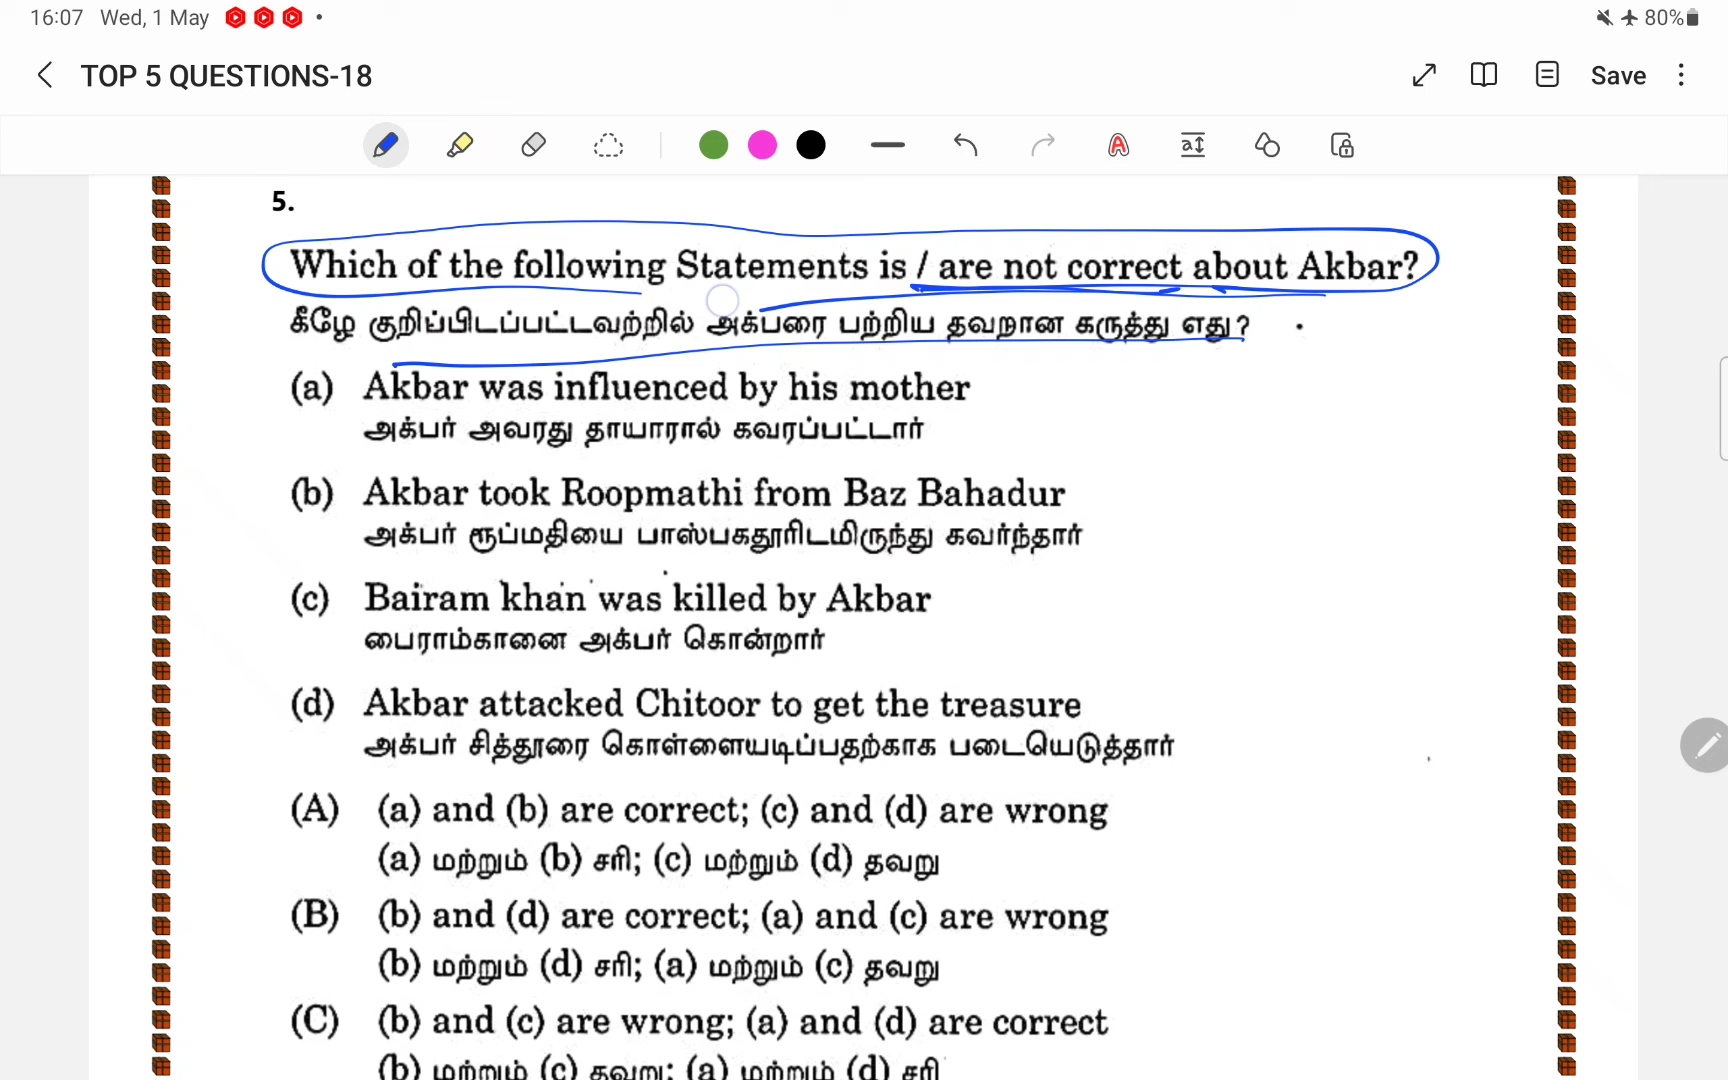 16:07 Wed, 1 May
80%
TOP 5 QUESTIONS-18
Save
5.
Which of the following Statements is / are not correct about Akbar?
கீழே குறிப்பிடப்பட்டவற்றில் அக்பரை பற்றிய தவறான கருத்து எது?
(a) Akbar was influenced by his mother
அக்பர் அவரது தாயாரால் கவரப்பட்டார்
(b) Akbar took Roopmathi from Baz Bahadur
அக்பர் ரூப்மதியை பாஸ்பகதூரிடமிருந்து கவர்ந்தார்
(c) Bairam khan was killed by Akbar
பைராம்கானை அக்பர் கொன்றார்
(d) Akbar attacked Chitoor to get the treasure
அக்பர் சித்தூரை கொள்ளையடிப்பதற்காக படையெடுத்தார்
(A) (a) and (b) are correct; (c) and (d) are wrong
(a) மற்றும் (b) சரி; (c) மற்றும் (d) தவறு
(B) (b) and (d) are correct; (a) and (c) are wrong
(b) மற்றும் (d) சரி; (a) மற்றும் (c) தவறு
(C) (b) and (c) are wrong; (a) and (d) are correct
(b) மற்றும் (c) தவறு; (a) மற்றும் (d) சரி